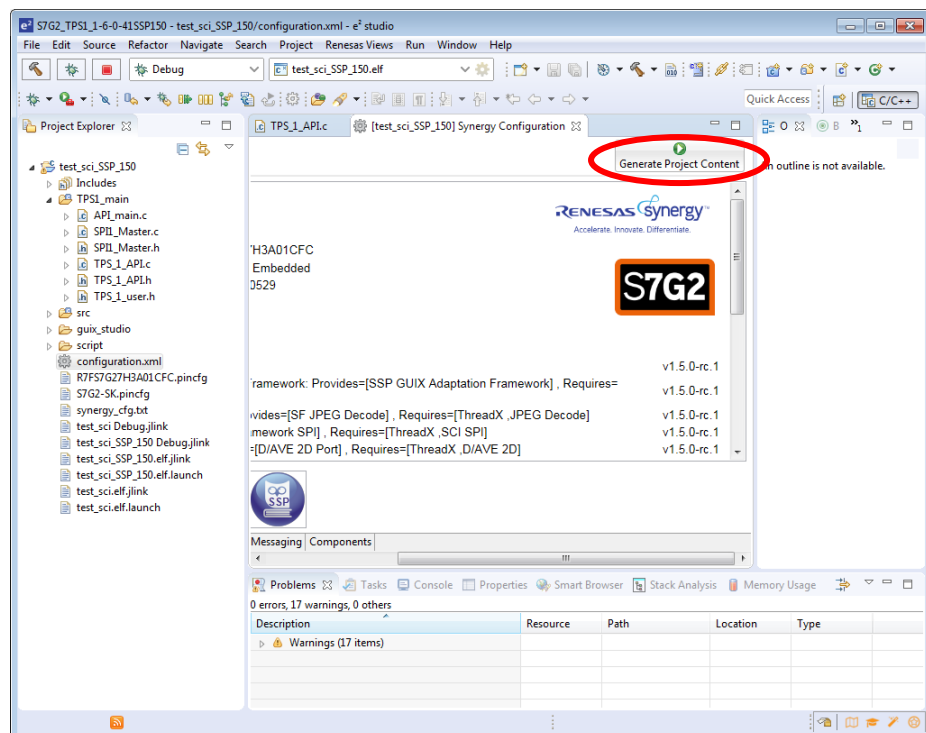 S7G2_TPS1_1-6-0-41SSP150 - test_sci_SSP_150/configuration.xml - e² studio
File Edit Source Refactor Navigate Search Project Renesas Views Run Window Help
Debug
test_sci_SSP_150.elf
Quick Access
C/C++
Project Explorer
TPS_1_API.c
[test_sci_SSP_150] Synergy Configuration
O
B
»1
Generate Project Content
n outline is not available.
test_sci_SSP_150
Includes
TPS1_main
API_main.c
SPI1_Master.c
SPI1_Master.h
TPS_1_API.c
TPS_1_API.h
TPS_1_user.h
src
guix_studio
script
configuration.xml
R7FS7G27H3A01CFC.pincfg
S7G2-SK.pincfg
synergy_cfg.txt
test_sci Debug.jlink
test_sci_SSP_150 Debug.jlink
test_sci_SSP_150.elf.jlink
test_sci_SSP_150.elf.launch
test_sci.elf.jlink
test_sci.elf.launch
RENESAS Synergy™
Accelerate. Innovate. Differentiate.
'H3A01CFC
Embedded
0529
S7G2
v1.5.0-rc.1
ramework: Provides=[SSP GUIX Adaptation Framework] , Requires=
v1.5.0-rc.1
vides=[SF JPEG Decode] , Requires=[ThreadX ,JPEG Decode] v1.5.0-rc.1
mework SPI] , Requires=[ThreadX ,SCI SPI] v1.5.0-rc.1
=[D/AVE 2D Port] , Requires=[ThreadX ,D/AVE 2D] v1.5.0-rc.1
SSP
Messaging Components
Problems Tasks Console Properties Smart Browser Stack Analysis Memory Usage
0 errors, 17 warnings, 0 others
Description Resource Path Location Type
Warnings (17 items)